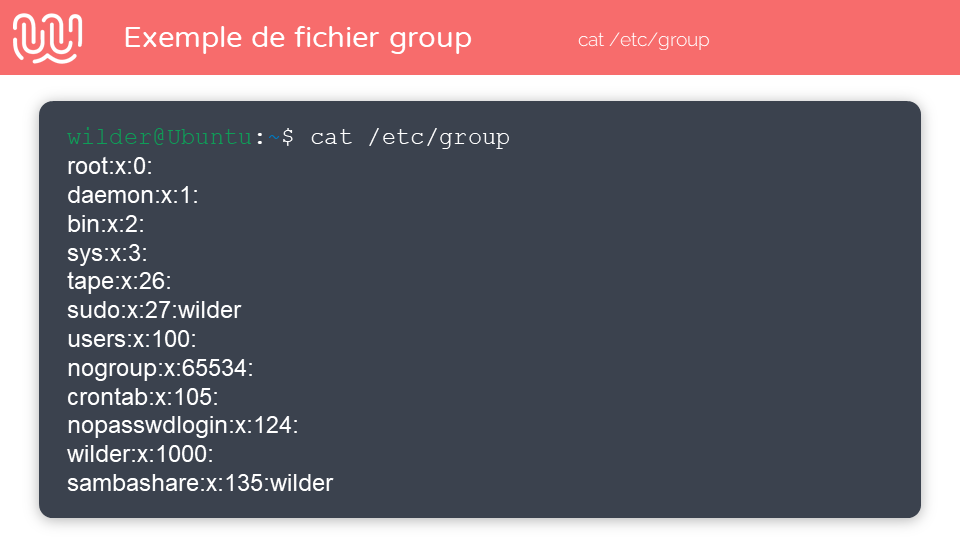 Exemple de fichier group
cat /etc/group
wilder@Ubuntu:~$ cat /etc/group
root:x:0:
daemon:x:1:
bin:x:2:
sys:x:3:
tape:x:26:
sudo:x:27:wilder
users:x:100:
nogroup:x:65534:
crontab:x:105:
nopasswdlogin:x:124:
wilder:x:1000:
sambashare:x:135:wilder